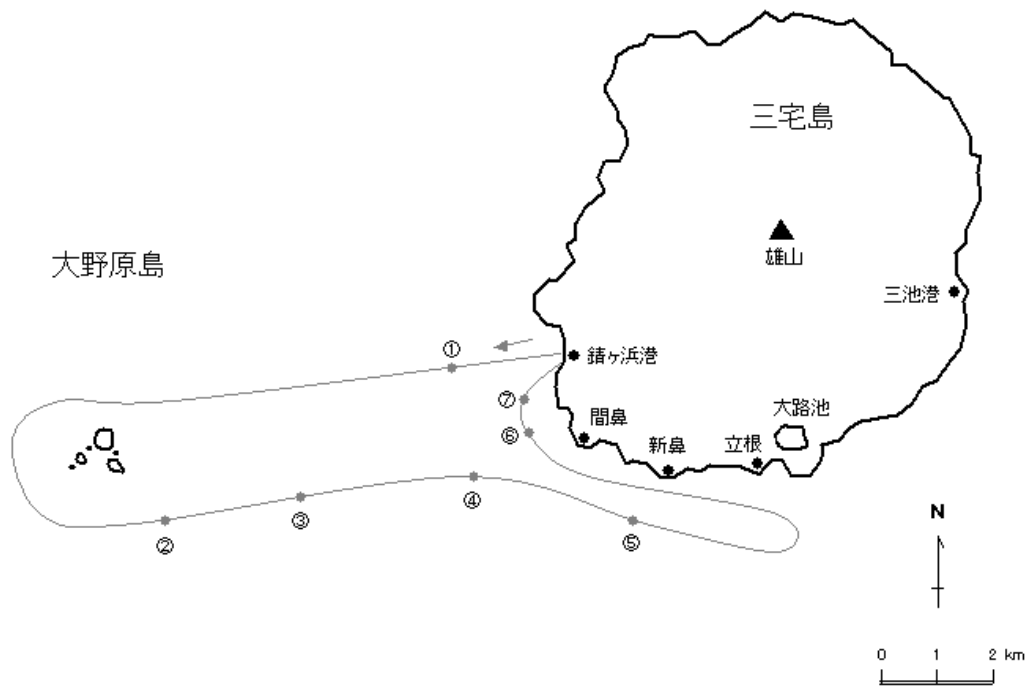 三宅島
雄山
大野原島
三池港
①
錆ヶ浜港
⑦
大路池
間鼻
⑥
新鼻
立根
④
③
②
⑤
N
0 1 2 km